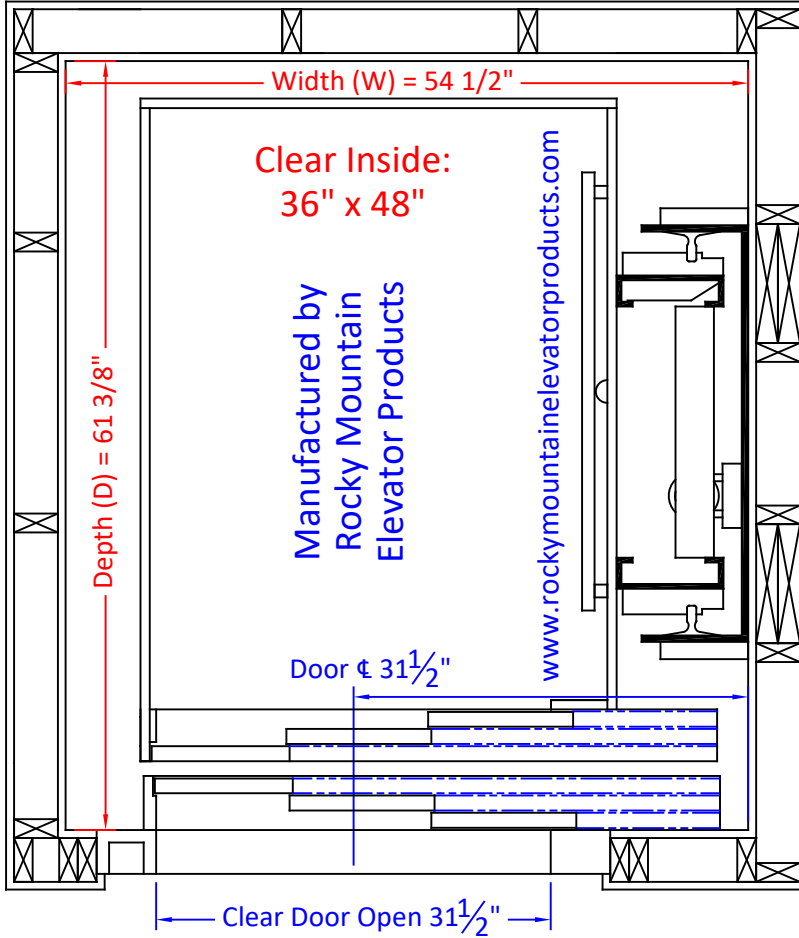 Width (W) = 54 1/2"
Clear Inside:
36" x 48"
Depth (D) = 61 3/8"
Manufactured by
Rocky Mountain
Elevator Products
www.rockymountainelevatorproducts.com
Door ℄ 31½"
Clear Door Open 31½"